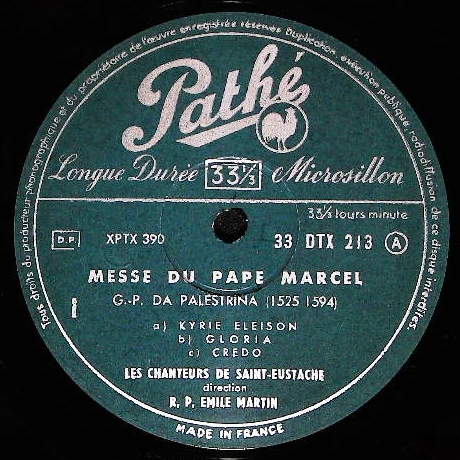 Tous droits du producteur phonographique et du propriétaire de l'œuvre enregistrée réservés Duplication, exécution publique, radiodiffusion de ce disque interdites.
Pathé
Longue Durée 33⅓ Microsillon
33⅓ tours minute
D.P. XPTX 390 33 DTX 213 A
MESSE DU PAPE MARCEL
G.-P. DA PALESTRINA (1525 1594)
1
a) KYRIE ELEISON
b) GLORIA
c) CREDO
LES CHANTEURS DE SAINT-EUSTACHE
direction
R. P. EMILE MARTIN
MADE IN FRANCE